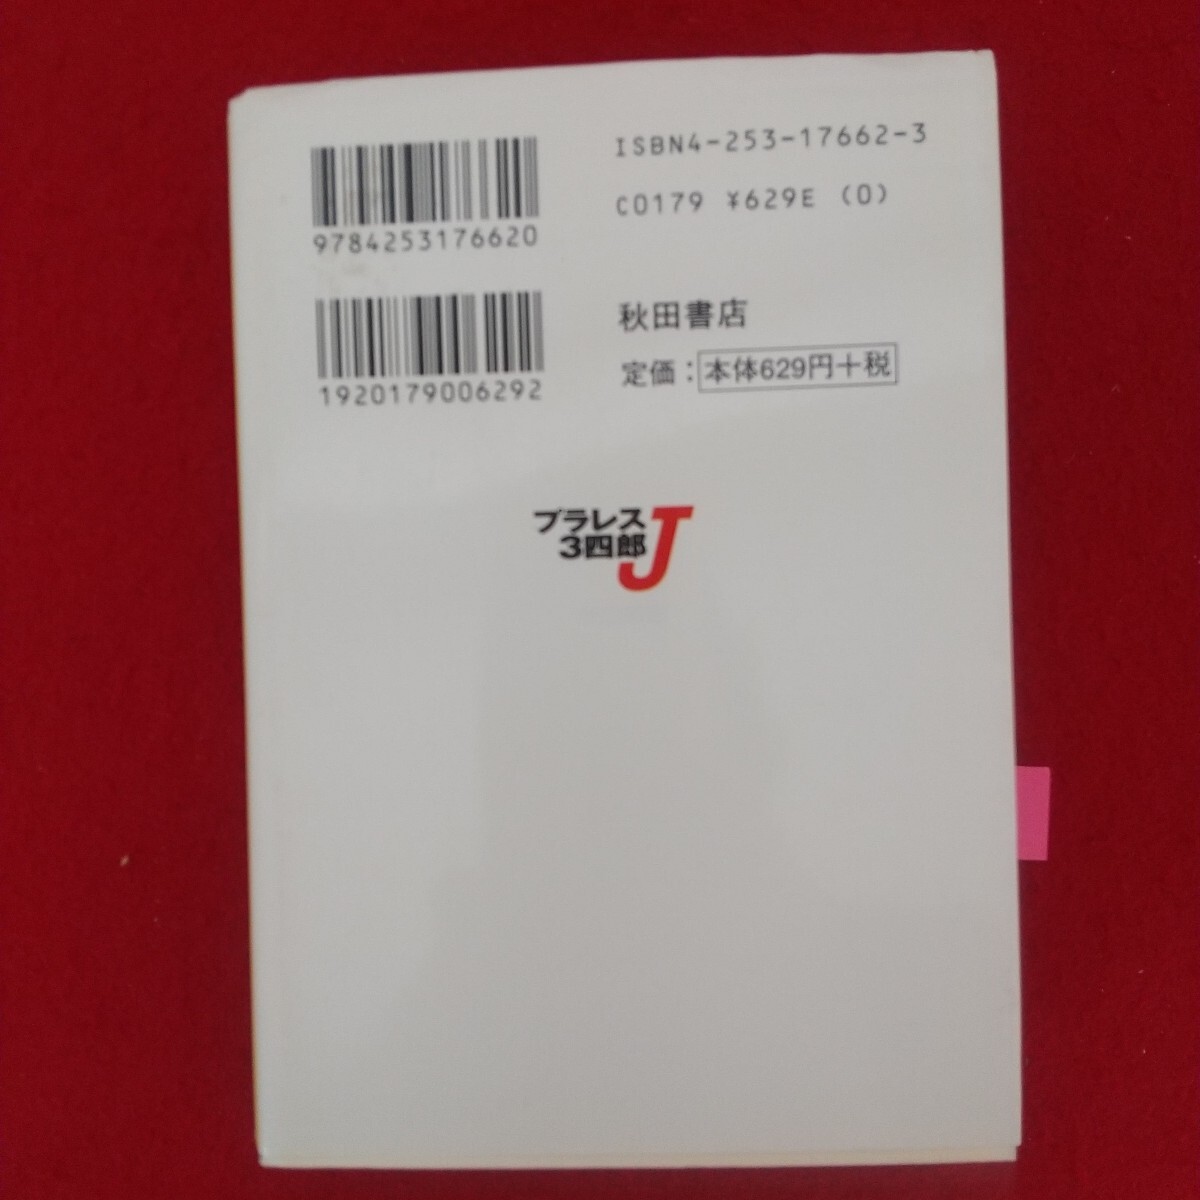 9784253176620
ISBN4-253-17662-3
C0179 ¥629E (0)
1920179006292
秋田書店
定価：本体629円＋税
プラレス
3四郎J